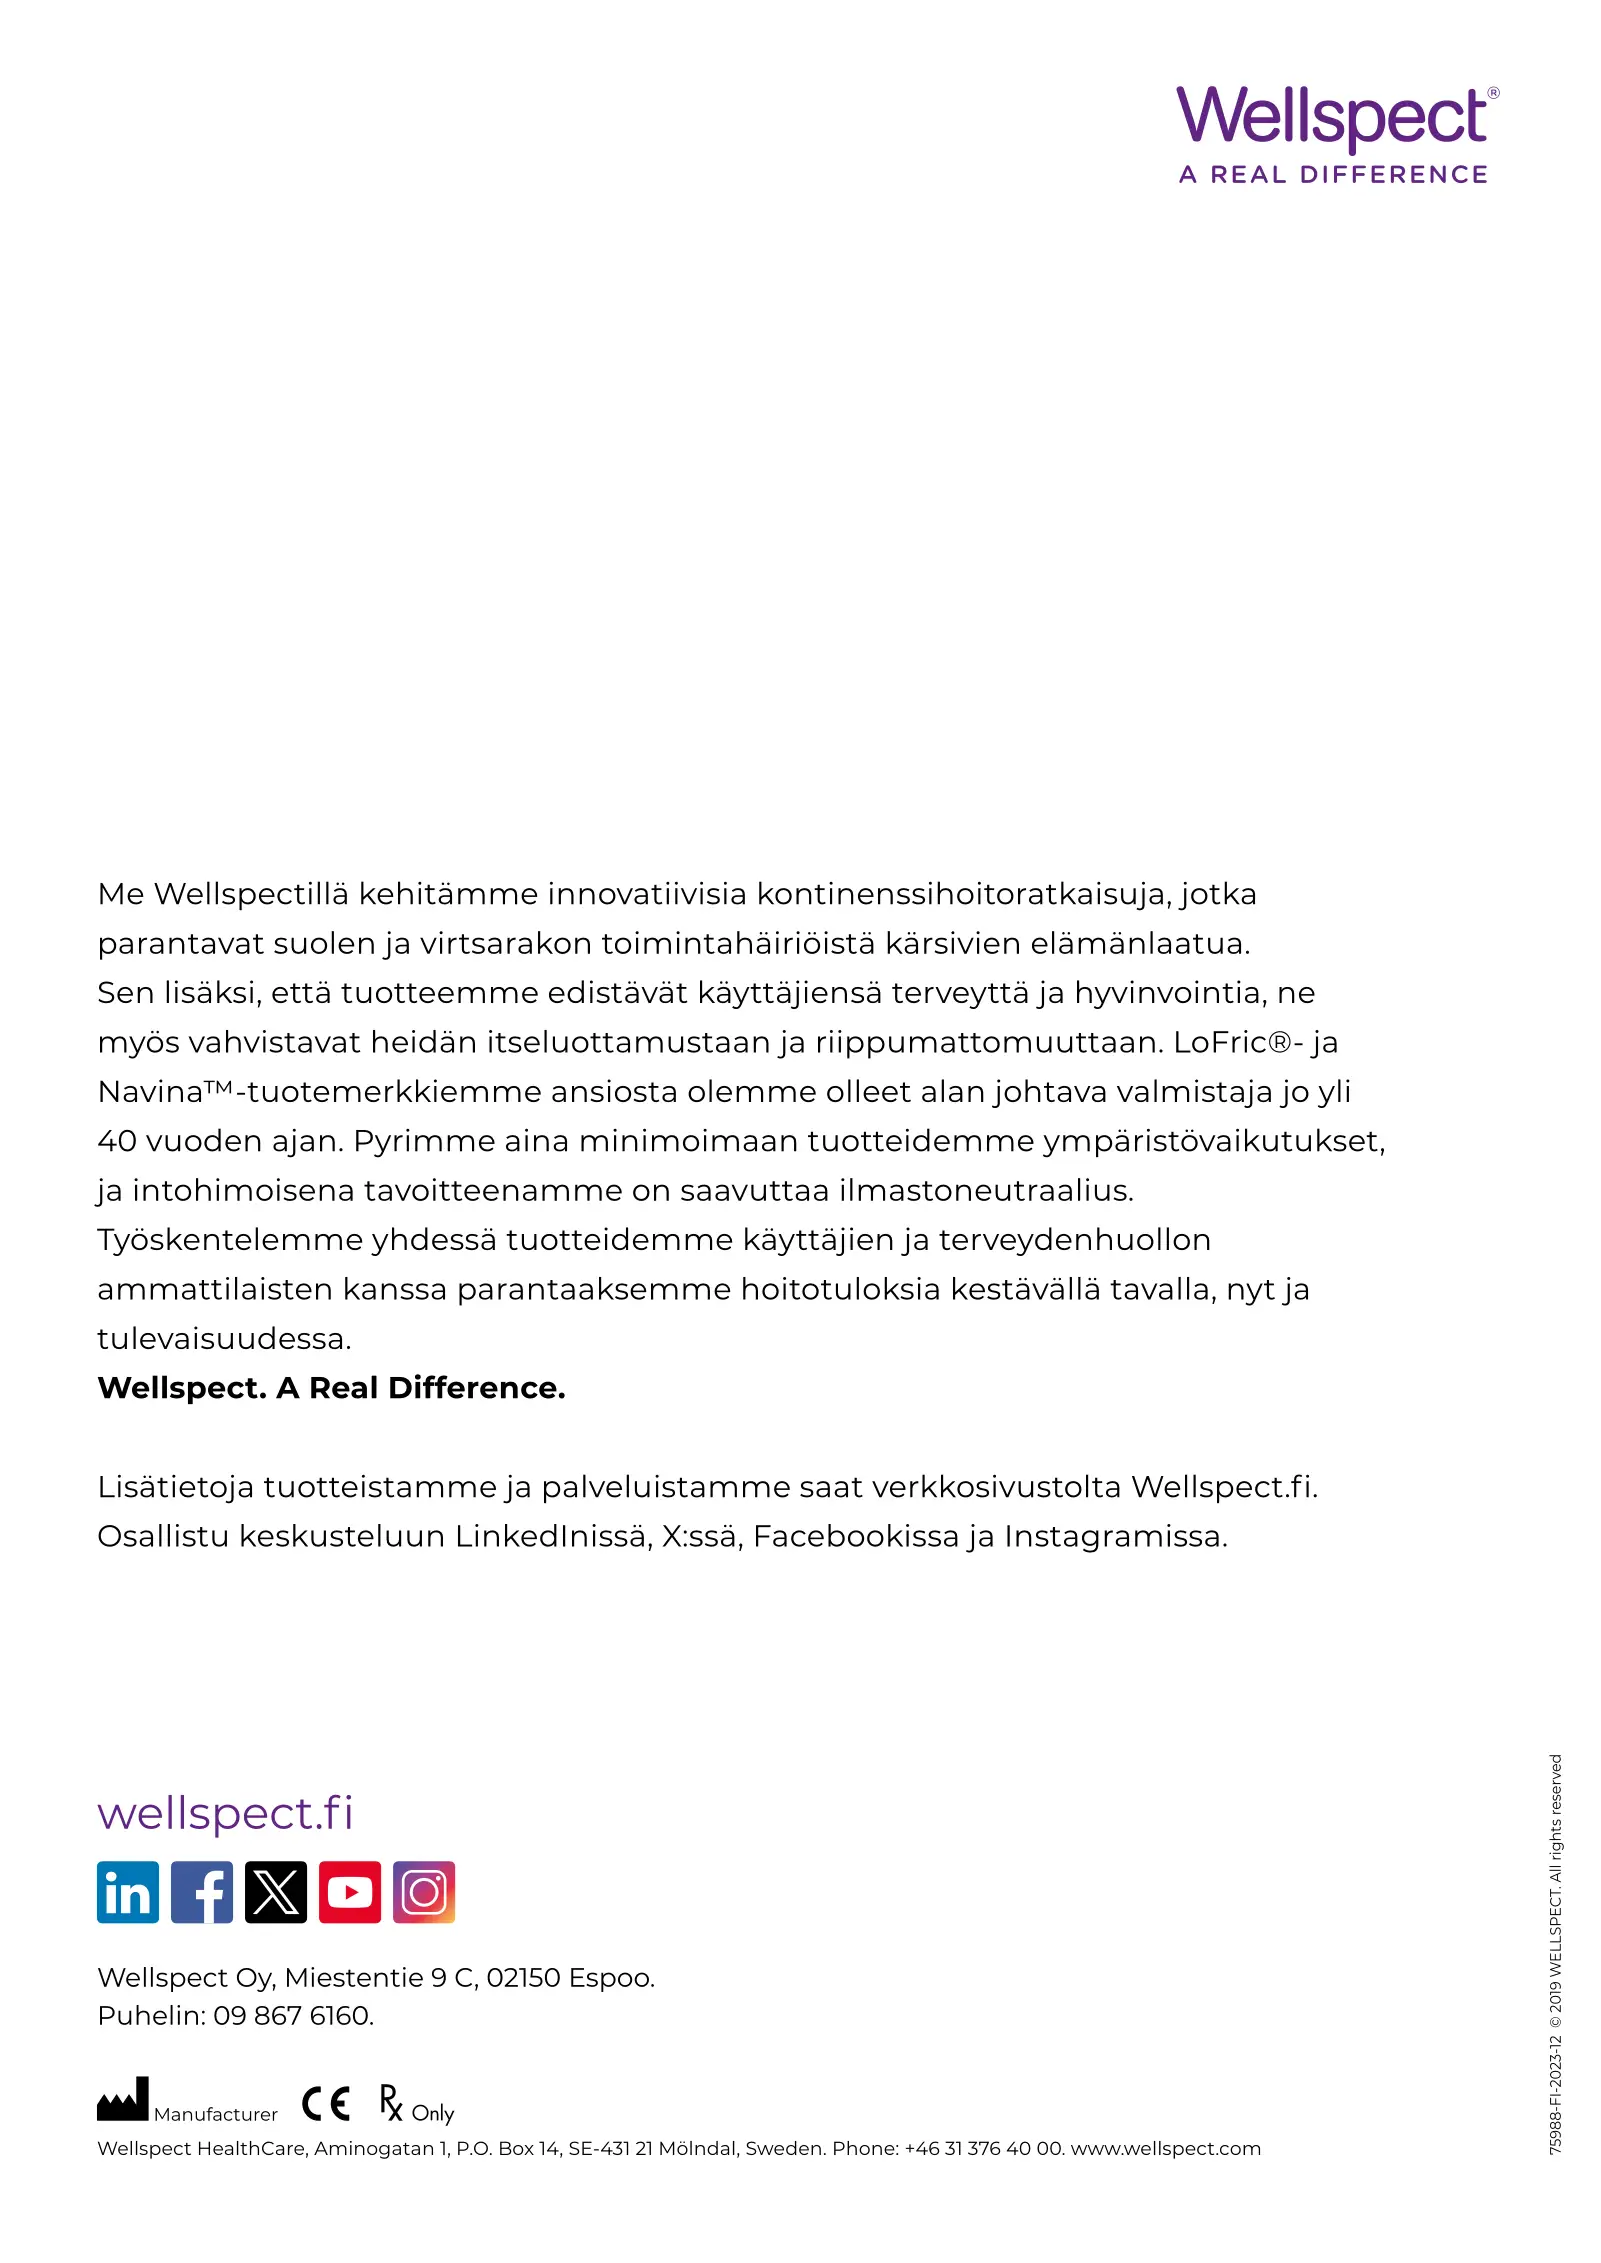 Wellspect®
A REAL DIFFERENCE
Me Wellspectillä kehitämme innovatiivisia kontinenssihoitoratkaisuja, jotka
parantavat suolen ja virtsarakon toimintahäiriöistä kärsivien elämänlaatua.
Sen lisäksi, että tuotteemme edistävät käyttäjiensä terveyttä ja hyvinvointia, ne
myös vahvistavat heidän itseluottamustaan ja riippumattomuuttaan. LoFric®- ja
Navina™-tuotemerkkiemme ansiosta olemme olleet alan johtava valmistaja jo yli
40 vuoden ajan. Pyrimme aina minimoimaan tuotteidemme ympäristövaikutukset,
ja intohimoisena tavoitteenamme on saavuttaa ilmastoneutraalius.
Työskentelemme yhdessä tuotteidemme käyttäjien ja terveydenhuollon
ammattilaisten kanssa parantaaksemme hoitotuloksia kestävällä tavalla, nyt ja
tulevaisuudessa.
Wellspect. A Real Difference.
Lisätietoja tuotteistamme ja palveluistamme saat verkkosivustolta Wellspect.fi.
Osallistu keskusteluun LinkedInissä, X:ssä, Facebookissa ja Instagramissa.
wellspect.fi
Wellspect Oy, Miestentie 9 C, 02150 Espoo.
Puhelin: 09 867 6160.
Manufacturer CE Rx Only
Wellspect HealthCare, Aminogatan 1, P.O. Box 14, SE-431 21 Mölndal, Sweden. Phone: +46 31 376 40 00. www.wellspect.com
75988-FI-2023-12 © 2019 WELLSPECT. All rights reserved